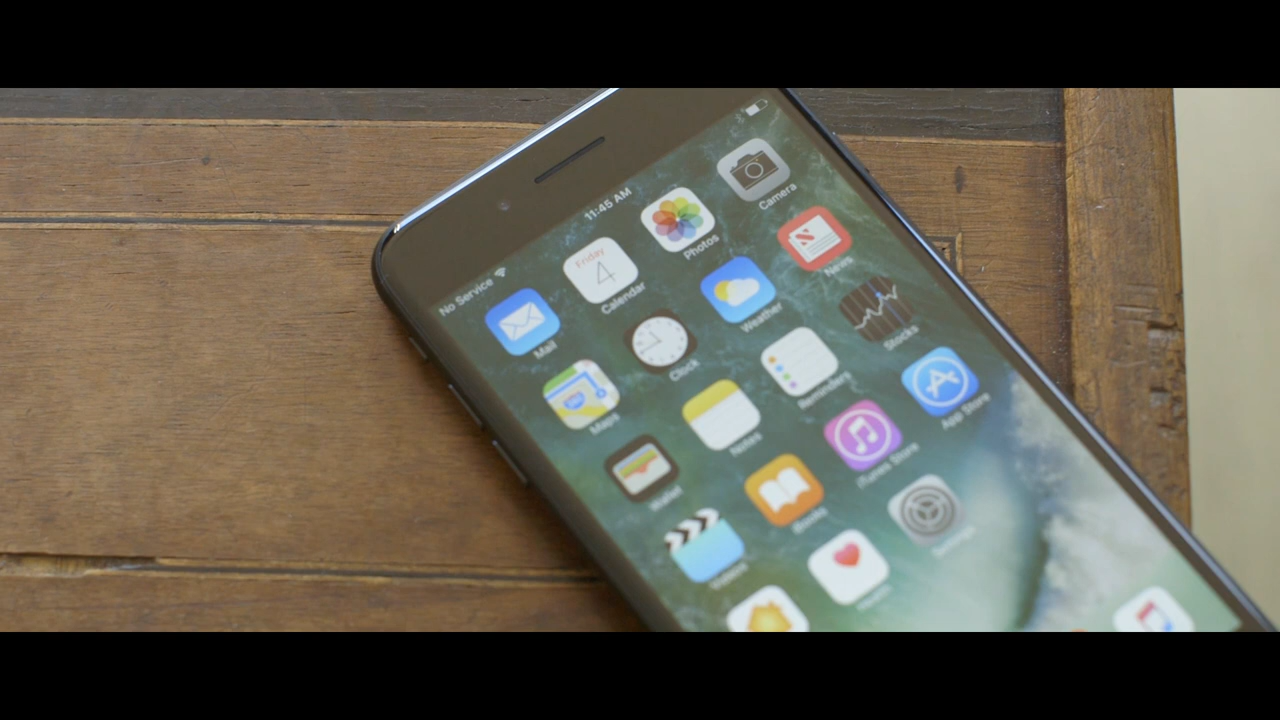 No Service 11:45 AM
Mail
Friday
4
Calendar
Photos
Camera
Maps
Clock
Weather
News
Wallet
Notes
Reminders
Stocks
Videos
iBooks
iTunes Store
App Store
Health
Settings